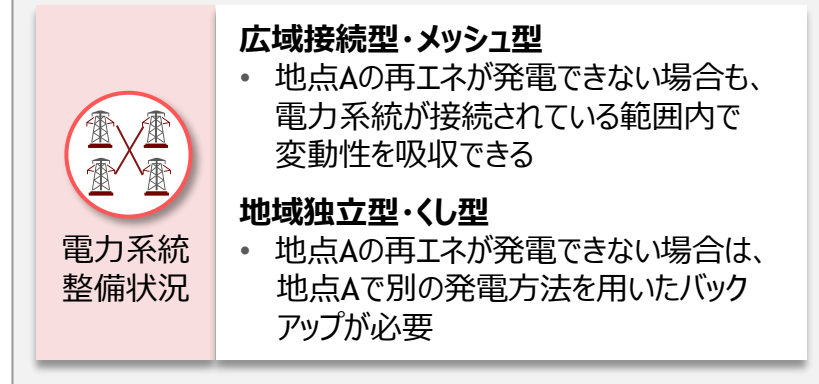 電力系統
整備状況
広域接続型・メッシュ型
• 地点Aの再エネが発電できない場合も、
電力系統が接続されている範囲内で
変動性を吸収できる
地域独立型・くし型
• 地点Aの再エネが発電できない場合は、
地点Aで別の発電方法を用いたバック
アップが必要